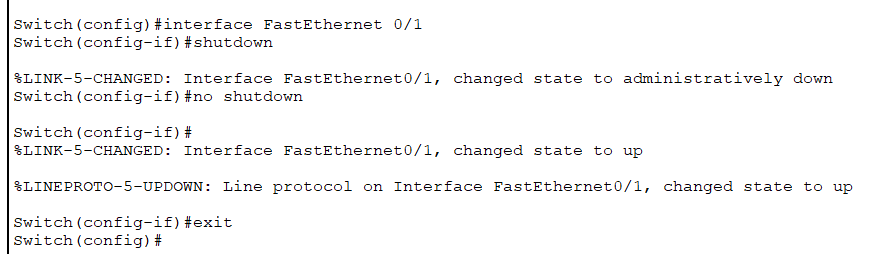 Switch(config)#interface FastEthernet 0/1
Switch(config-if)#shutdown
%LINK-5-CHANGED: Interface FastEthernet0/1, changed state to administratively down
Switch(config-if)#no shutdown
Switch(config-if)#
%LINK-5-CHANGED: Interface FastEthernet0/1, changed state to up
%LINEPROTO-5-UPDOWN: Line protocol on Interface FastEthernet0/1, changed state to up
Switch(config-if)#exit
Switch(config)#